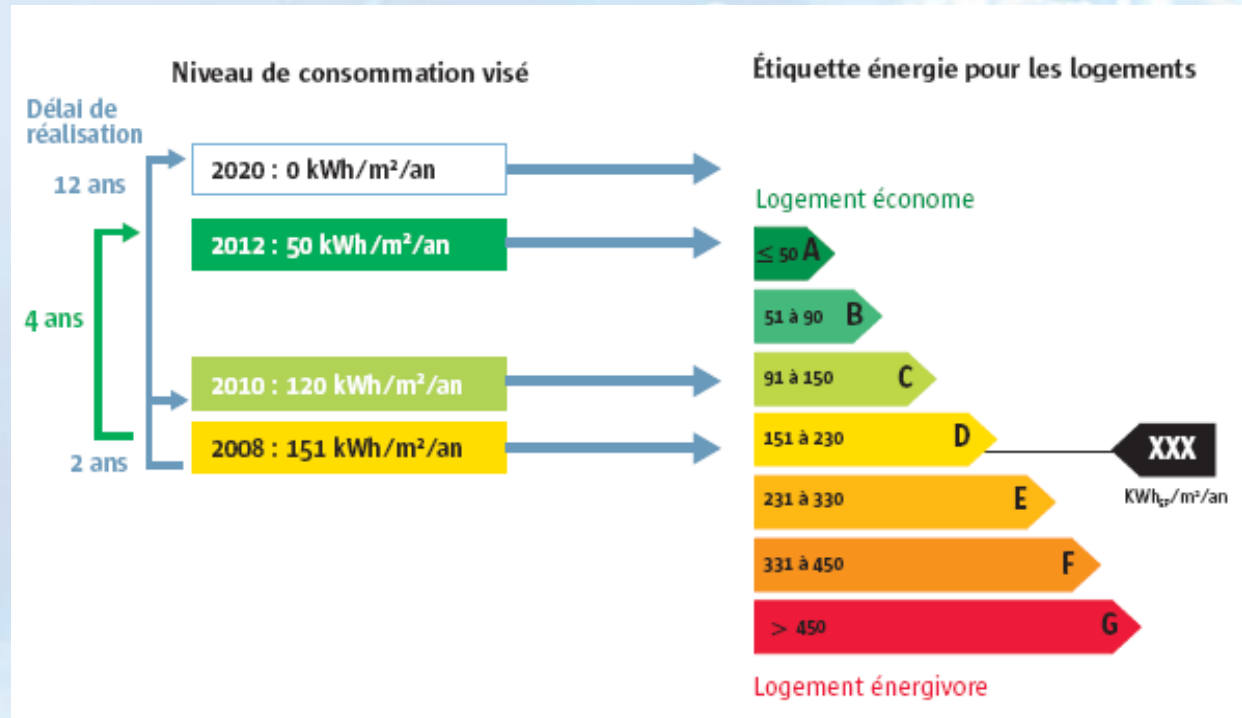 Niveau de consommation visé
Étiquette énergie pour les logements
Délai de
réalisation
12 ans
4 ans
2 ans
2020 : 0 kWh/m²/an
2012 : 50 kWh/m²/an
2010 : 120 kWh/m²/an
2008 : 151 kWh/m²/an
Logement économe
≤ 50 A
51 à 90 B
91 à 150 C
151 à 230 D
XXX
KWhEP/m²/an
231 à 330 E
331 à 450 F
> 450 G
Logement énergivore